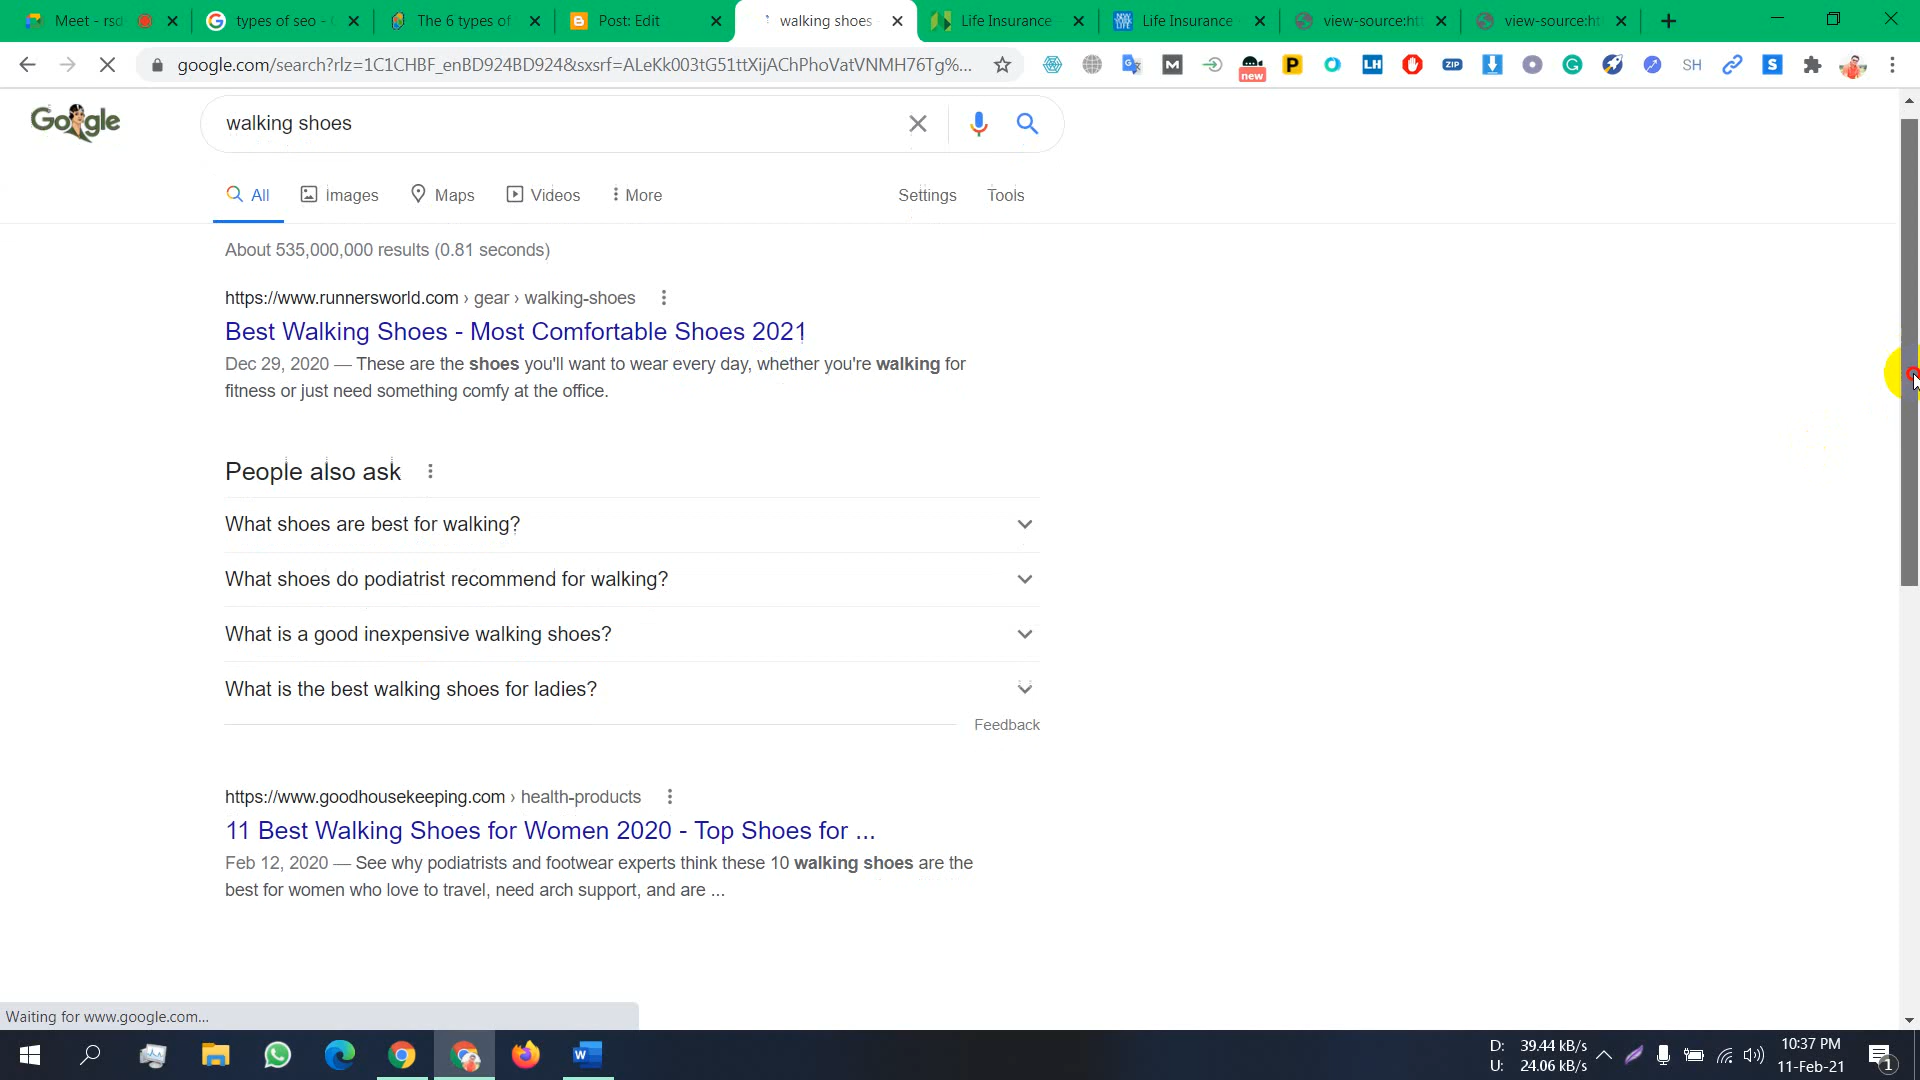 Meet - rsd
types of seo - G
The 6 types of
Post: Edit
walking shoes
Life Insurance
Life Insurance
view-source:ht
view-source:ht
google.com/search?rlz=1C1CHBF_enBD924BD924&sxsrf=ALeKk003tG51ttXijAChPhoVatVNMH76Tg%...
new
P
LH
ZIP
SH
S
Google
walking shoes
All
Images
Maps
Videos
More
Settings
Tools
About 535,000,000 results (0.81 seconds)
https://www.runnersworld.com › gear › walking-shoes
Best Walking Shoes - Most Comfortable Shoes 2021
Dec 29, 2020 — These are the shoes you'll want to wear every day, whether you're walking for
fitness or just need something comfy at the office.
People also ask
What shoes are best for walking?
What shoes do podiatrist recommend for walking?
What is a good inexpensive walking shoes?
What is the best walking shoes for ladies?
Feedback
https://www.goodhousekeeping.com › health-products
11 Best Walking Shoes for Women 2020 - Top Shoes for ...
Feb 12, 2020 — See why podiatrists and footwear experts think these 10 walking shoes are the
best for women who love to travel, need arch support, and are ...
Waiting for www.google.com...
D: 39.44 kB/s
U: 24.06 kB/s
10:37 PM
11-Feb-21
1